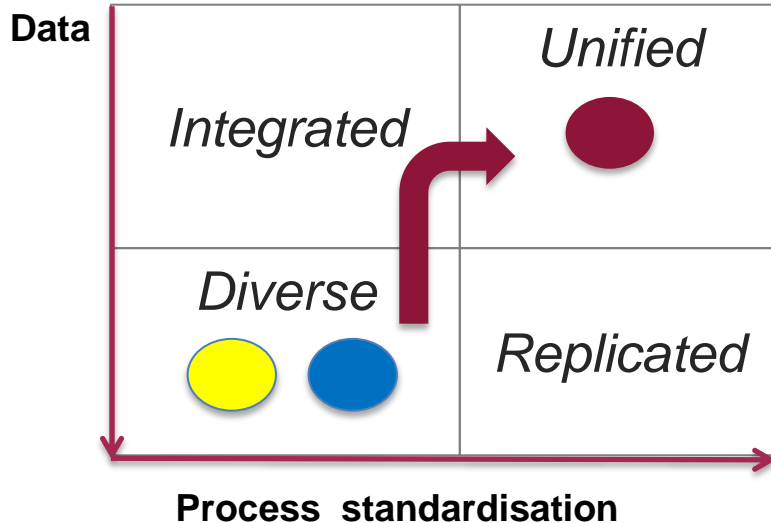 Data
Unified
Integrated
Diverse
Replicated
Process standardisation